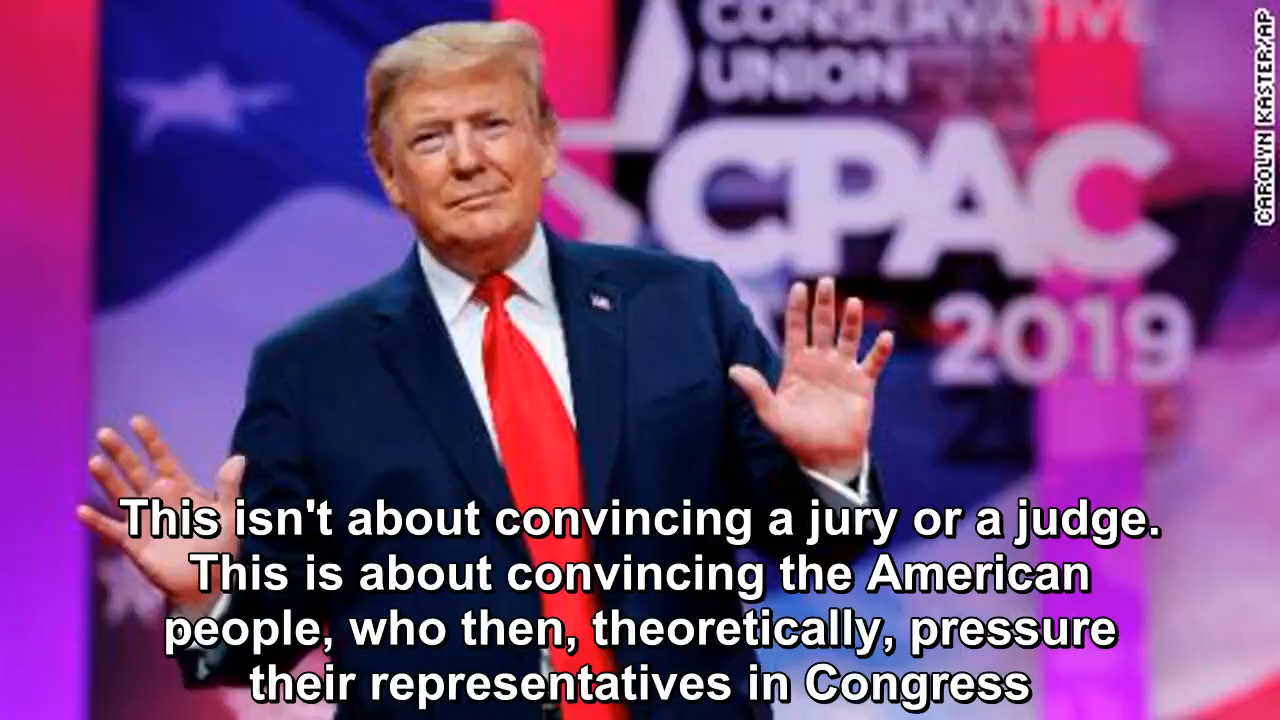 CONSERVATIVE
UNION
CPAC
2019
CAROLYN KASTER/AP
This isn't about convincing a jury or a judge.
This is about convincing the American
people, who then, theoretically, pressure
their representatives in Congress